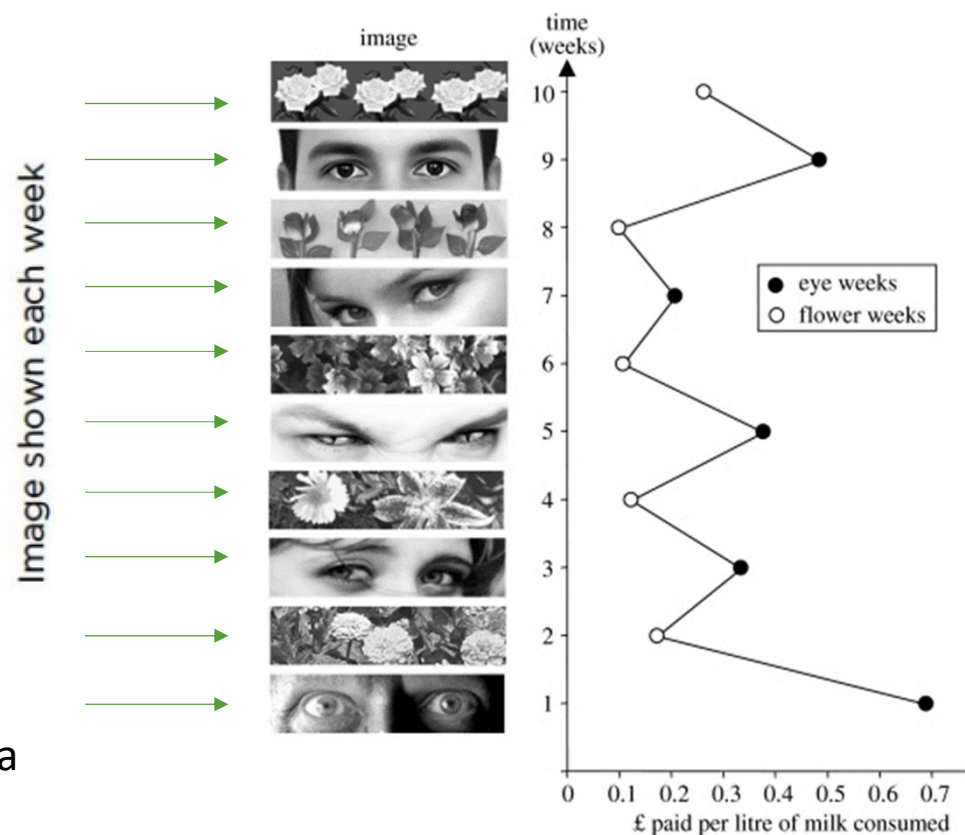 Image shown each week
a
image
time
(weeks)
10
9
8
7
6
5
4
3
2
1
eye weeks
flower weeks
0 0.1 0.2 0.3 0.4 0.5 0.6 0.7
£ paid per litre of milk consumed